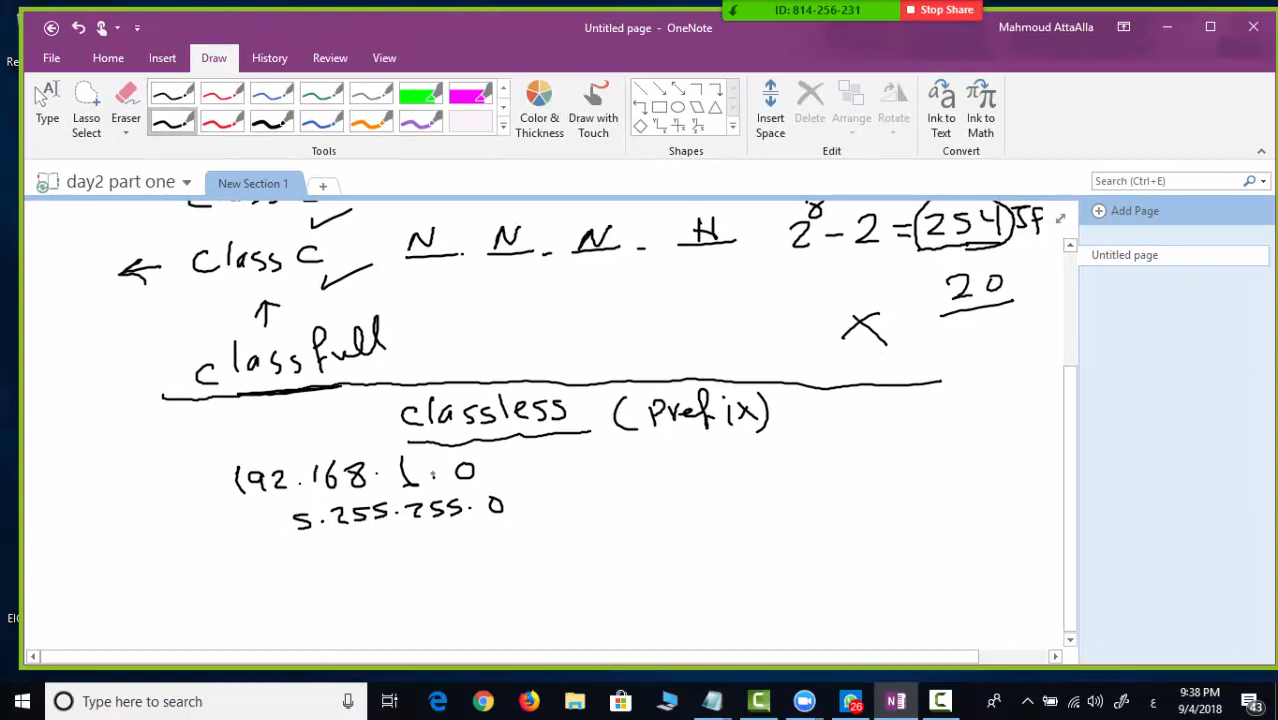 ID: 814-256-231 Stop Share
Untitled page - OneNote
Mahmoud AttaAlla
File Home Insert Draw History Review View
Type
Lasso Select
Eraser
Color & Thickness
Draw with Touch
Insert Space
Delete
Arrange
Rotate
Ink to Text
Ink to Math
Tools
Shapes
Edit
Convert
day2 part one
New Section 1
Search (Ctrl+E)
Add Page
Untitled page
class C N. N. N. H 2^8 - 2 = 254
20
X
classfull
classless (Prefix)
192.168.1.0
5.255.255.0
Type here to search
26
ع
9:38 PM
9/4/2018
43